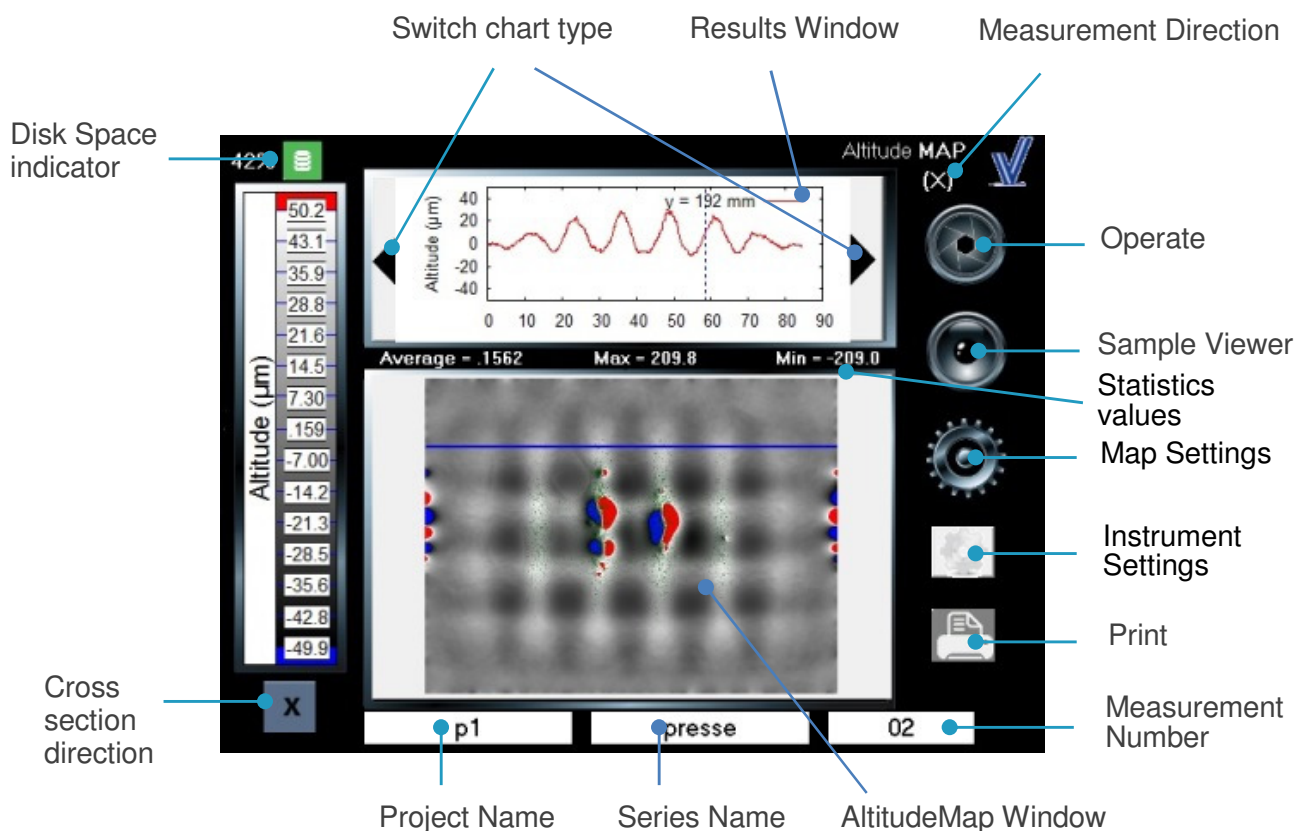 Switch chart type
Results Window
Measurement Direction
Disk Space
indicator
42%
Altitude MAP
(X)
50.2
43.1
35.9
28.8
21.6
14.5
7.30
.159
-7.00
-14.2
-21.3
-28.5
-35.6
-42.8
-49.9
Altitude (µm)
Altitude (µm)
40
20
0
-20
-40
y = 192 mm
0 10 20 30 40 50 60 70 80 90
Average = .1562 Max = 209.8 Min = -209.0
Operate
Sample Viewer
Statistics
values
Map Settings
Instrument
Settings
Print
Measurement
Number
Cross
section
direction
X
p1
presse
02
Project Name
Series Name
AltitudeMap Window